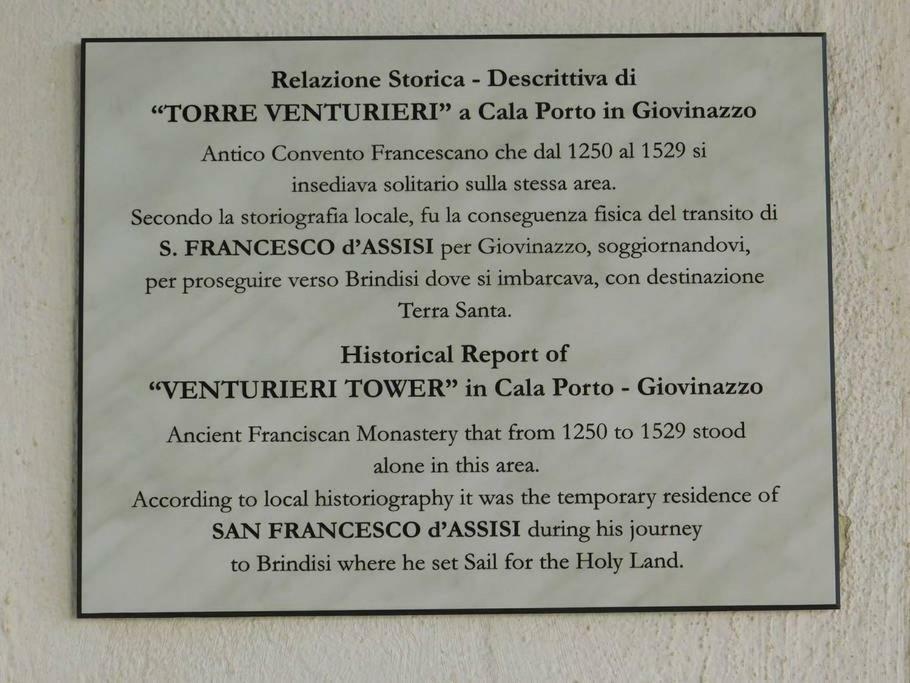 Relazione Storica - Descrittiva di
“TORRE VENTURIERI” a Cala Porto in Giovinazzo
Antico Convento Francescano che dal 1250 al 1529 si
insediava solitario sulla stessa area.
Secondo la storiografia locale, fu la conseguenza fisica del transito di
S. FRANCESCO d’ASSISI per Giovinazzo, soggiornandovi,
per proseguire verso Brindisi dove si imbarcava, con destinazione
Terra Santa.
Historical Report of
“VENTURIERI TOWER” in Cala Porto - Giovinazzo
Ancient Franciscan Monastery that from 1250 to 1529 stood
alone in this area.
According to local historiography it was the temporary residence of
SAN FRANCESCO d’ASSISI during his journey
to Brindisi where he set Sail for the Holy Land.